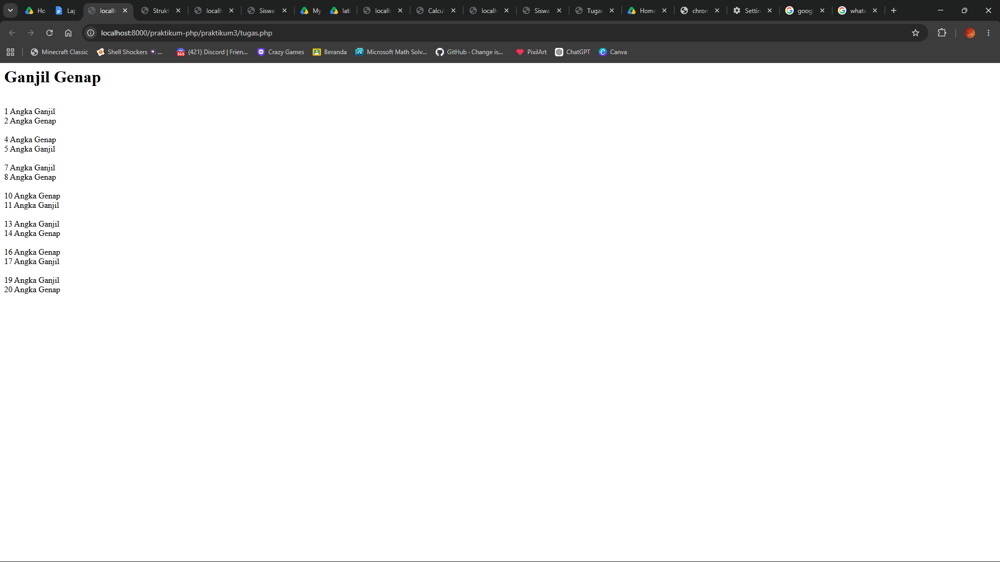 Ho
Lap
localh
Strukt
localh
Siswa
My
lati
localh
Calcul
localh
Siswa
Tugas
Home
chrom
Settin
googl
whate
localhost:8000/praktikum-php/praktikum3/tugas.php
Minecraft Classic
Shell Shockers ...
565
(421) Discord | Frien...
Crazy Games
Beranda
Microsoft Math Solv...
GitHub · Change is...
PixilArt
ChatGPT
Canva
Ganjil Genap
1 Angka Ganjil
2 Angka Genap
4 Angka Genap
5 Angka Ganjil
7 Angka Ganjil
8 Angka Genap
10 Angka Genap
11 Angka Ganjil
13 Angka Ganjil
14 Angka Genap
16 Angka Genap
17 Angka Ganjil
19 Angka Ganjil
20 Angka Genap